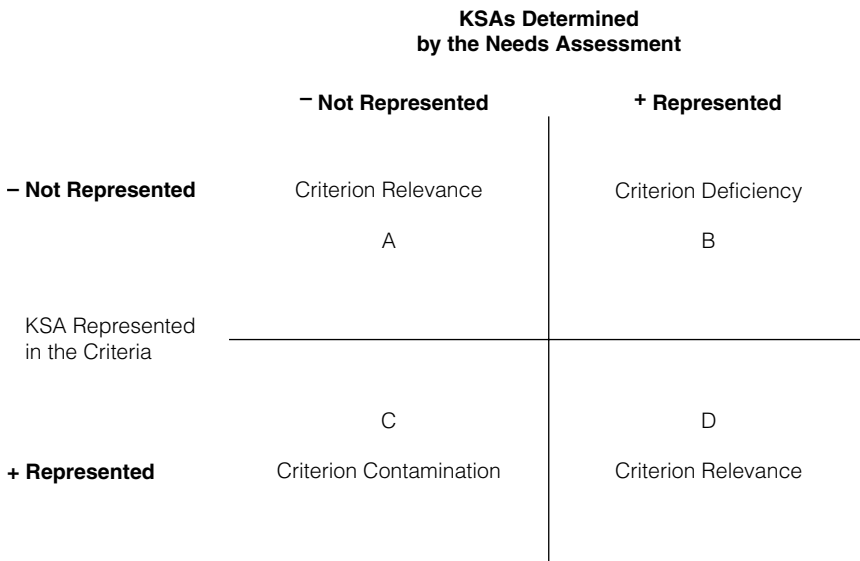 KSAs Determined
by the Needs Assessment
– Not Represented
+ Represented
– Not Represented
Criterion Relevance
Criterion Deficiency
A
B
KSA Represented
in the Criteria
C
D
+ Represented
Criterion Contamination
Criterion Relevance